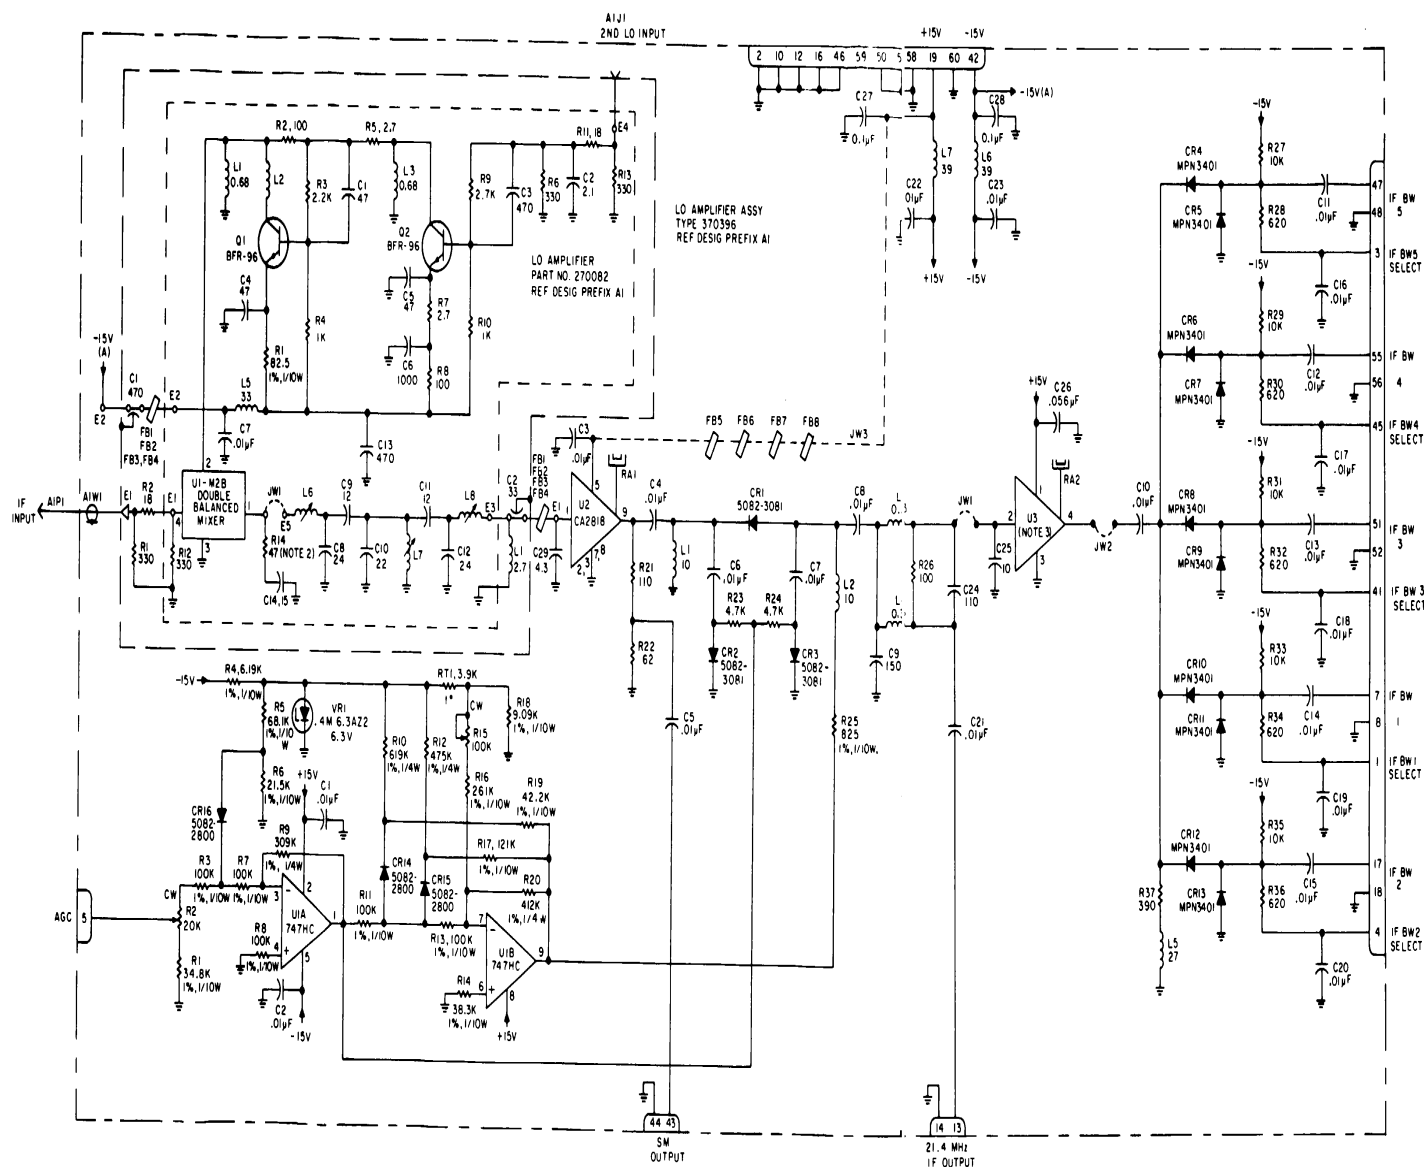 A1J1
2ND LO INPUT
+15V
-15V
2 10 12 16 46 59 50 5 58 19 60 42
-15V(A)
C27
0.1µF
C28
0.1µF
L7
39
L6
39
C22
.01µF
C23
.01µF
+15V
-15V
R2, 100
R5, 2.7
R11, 18
E4
L1
0.68
L2
R3
2.2K
C1
47
L3
0.68
R9
2.7K
C3
470
R6
330
C2
2.1
R13
330
Q1
BFR-96
Q2
BFR-96
LO AMPLIFIER ASSY
TYPE 370396
REF DESIG PREFIX A1
LO AMPLIFIER
PART NO. 270082
REF DESIG PREFIX A1
C4
47
C5
47
R7
2.7
R4
1K
R10
1K
R1
82.5
1%, 1/10W
C6
1000
R8
100
-15V
(A)
E2
C1
470
E2
FB1
FB2
FB3, FB4
L5
33
C7
.01µF
C13
470
IF
INPUT
A1P1
A1W1
E1
R2
18
E1
R1
330
R12
330
2
U1-M2B
DOUBLE
BALANCED
MIXER
4
1
3
JW1
E5
R14
47(NOTE 2)
C14, 15
L6
C9
12
C8
24
C10
22
L7
C11
12
C12
24
L8
E3
C2
33
FB1
FB2
FB3
FB4
L1
2.7
E1
C29
4.3
C3
.01µF
5
1
U2
CA2818
9
2, 3 7, 8
RA1
FB5 FB6 FB7 FB8
JW3
C4
.01µF
R21
110
R22
62
L1
10
CR1
5082-3081
C6
.01µF
C7
.01µF
R23
4.7K
R24
4.7K
CR2
5082-
3081
CR3
5082-
3081
L2
10
R25
825
1%, 1/10W,
C8
.01µF
R26
100
C9
150
C24
110
JW1
C25
10
+15V
C26
.056µF
RA2
1
2
U3
(NOTE 3)
4
3
JW2
C10
.01µF
C5
.01µF
C21
.01µF
-15V
R4, 6.19K
1%, 1/10W
R5
68.1K
1%, 1/10
W
VR1
.4M 6.3AZ2
6.3V
RT1, 3.9K
1*
CW
R15
100K
R18
9.09K
1%, 1/10W
R10
619K
1%, 1/4W
R12
475K
1%, 1/4W
R16
261K
1%, 1/10W
R19
42.2K
1%, 1/10W
R6
21.5K
1%, 1/10W
+15V
C1
.01µF
CR16
5082-
2800
R9
309K
1%, 1/4W
R17, 121K
1%, 1/10W
R20
412K
1%, 1/4W
CR14
5082-
2800
CR15
5082-
2800
R3
100K
1%, 1/10W
R7
100K
1%, 1/10W
CW
R2
20K
AGC
5
R1
34.8K
1%, 1/10W
R8
100K
1%, 1/10W
3
-
2
U1A
747HC
1
4
+
5
C2
.01µF
-15V
R11
100K
1%, 1/10W
R13, 100K
1%, 1/10W
R14
38.3K
1%, 1/10W
7
-
U1B
747HC
9
6
+
8
+15V
44 43
SM
OUTPUT
14 13
21.4 MHz
IF OUTPUT
-15V
R27
10K
CR4
MPN3401
CR5
MPN3401
R28
620
C11
.01µF
47
48
IF BW
5
3
IF BW5
SELECT
C16
.01µF
-15V
R29
10K
CR6
MPN3401
CR7
MPN3401
R30
620
C12
.01µF
55
56
IF BW
4
45
IF BW4
SELECT
C17
.01µF
-15V
R31
10K
CR8
MPN3401
CR9
MPN3401
R32
620
C13
.01µF
51
52
IF BW
3
41
IF BW 3
SELECT
C18
.01µF
-15V
R33
10K
CR10
MPN3401
CR11
MPN3401
R34
620
C14
.01µF
7
8
IF BW
1
1
IF BW1
SELECT
C19
.01µF
-15V
R35
10K
CR12
MPN3401
CR13
MPN3401
R36
620
C15
.01µF
17
18
IF BW
2
4
IF BW2
SELECT
C20
.01µF
R37
390
L5
27